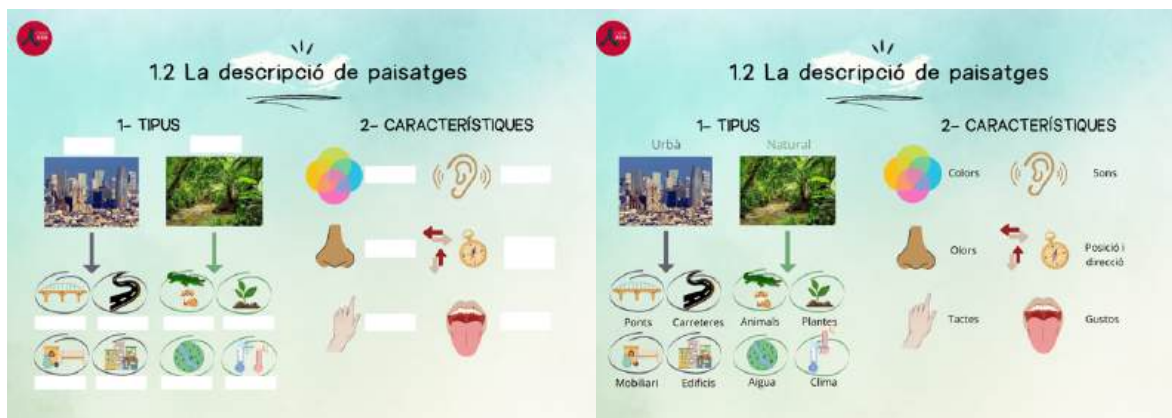 1.2 La descripció de paisatges
1- TIPUS
2- CARACTERÍSTIQUES
1.2 La descripció de paisatges
1- TIPUS
2- CARACTERÍSTIQUES
Urbà
Natural
Colors
Sons
Olors
Posició i
direcció
Tactes
Gustos
Ponts
Carreteres
Animals
Plantes
Mobiliari
Edificis
Aigua
Clima